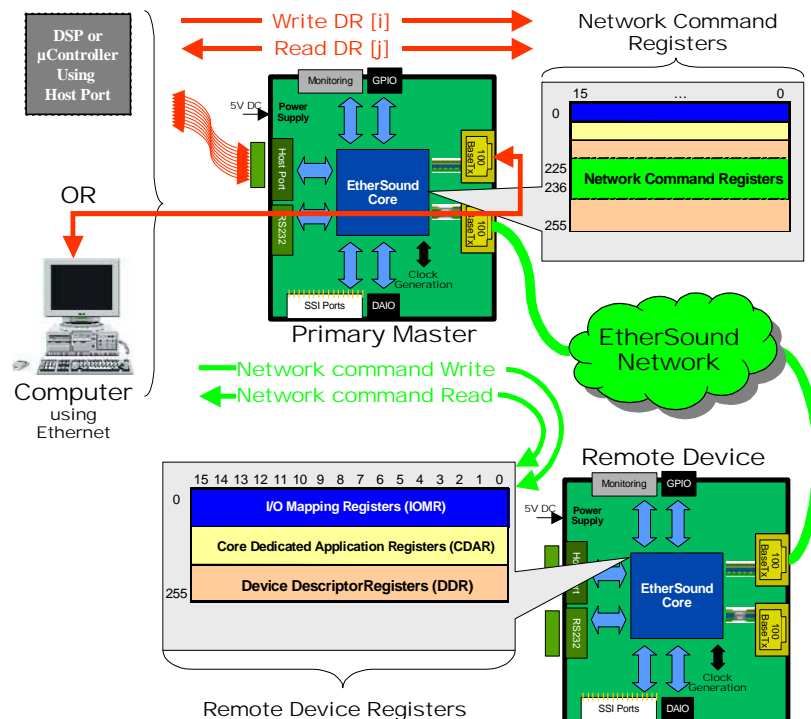 DSP or
µController
Using
Host Port
Write DR [i]
Read DR [j]
Network Command
Registers
Monitoring
GPIO
5V DC
Power
Supply
Host Port
RS232
EtherSound
Core
100
BaseTx
100
BaseTx
Clock
Generation
SSI Ports
DAIO
Primary Master
15 ... 0
0
225
236
255
Network Command Registers
OR
Computer
using
Ethernet
EtherSound
Network
Network command Write
Network command Read
15 14 13 12 11 10 9 8 7 6 5 4 3 2 1 0
0
I/O Mapping Registers (IOMR)
Core Dedicated Application Registers (CDAR)
Device DescriptorRegisters (DDR)
255
Remote Device Registers
Remote Device
Monitoring
GPIO
5V DC
Power
Supply
RS232
EtherSound
Core
100
BaseTx
100
BaseTx
Clock
Generation
SSI Ports
DAIO